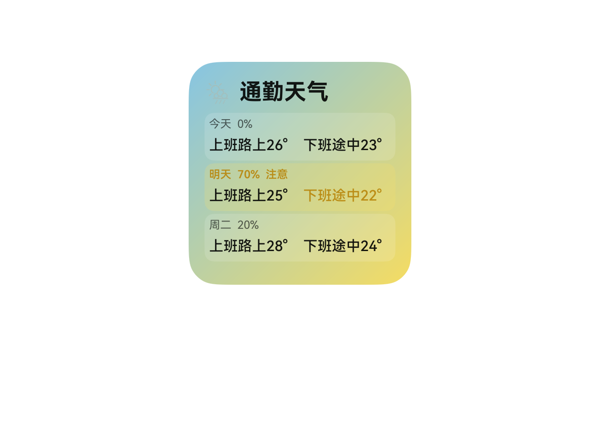 通勤天气
今天 0%
上班路上26° 下班途中23°
明天 70% 注意
上班路上25° 下班途中22°
周二 20%
上班路上28° 下班途中24°